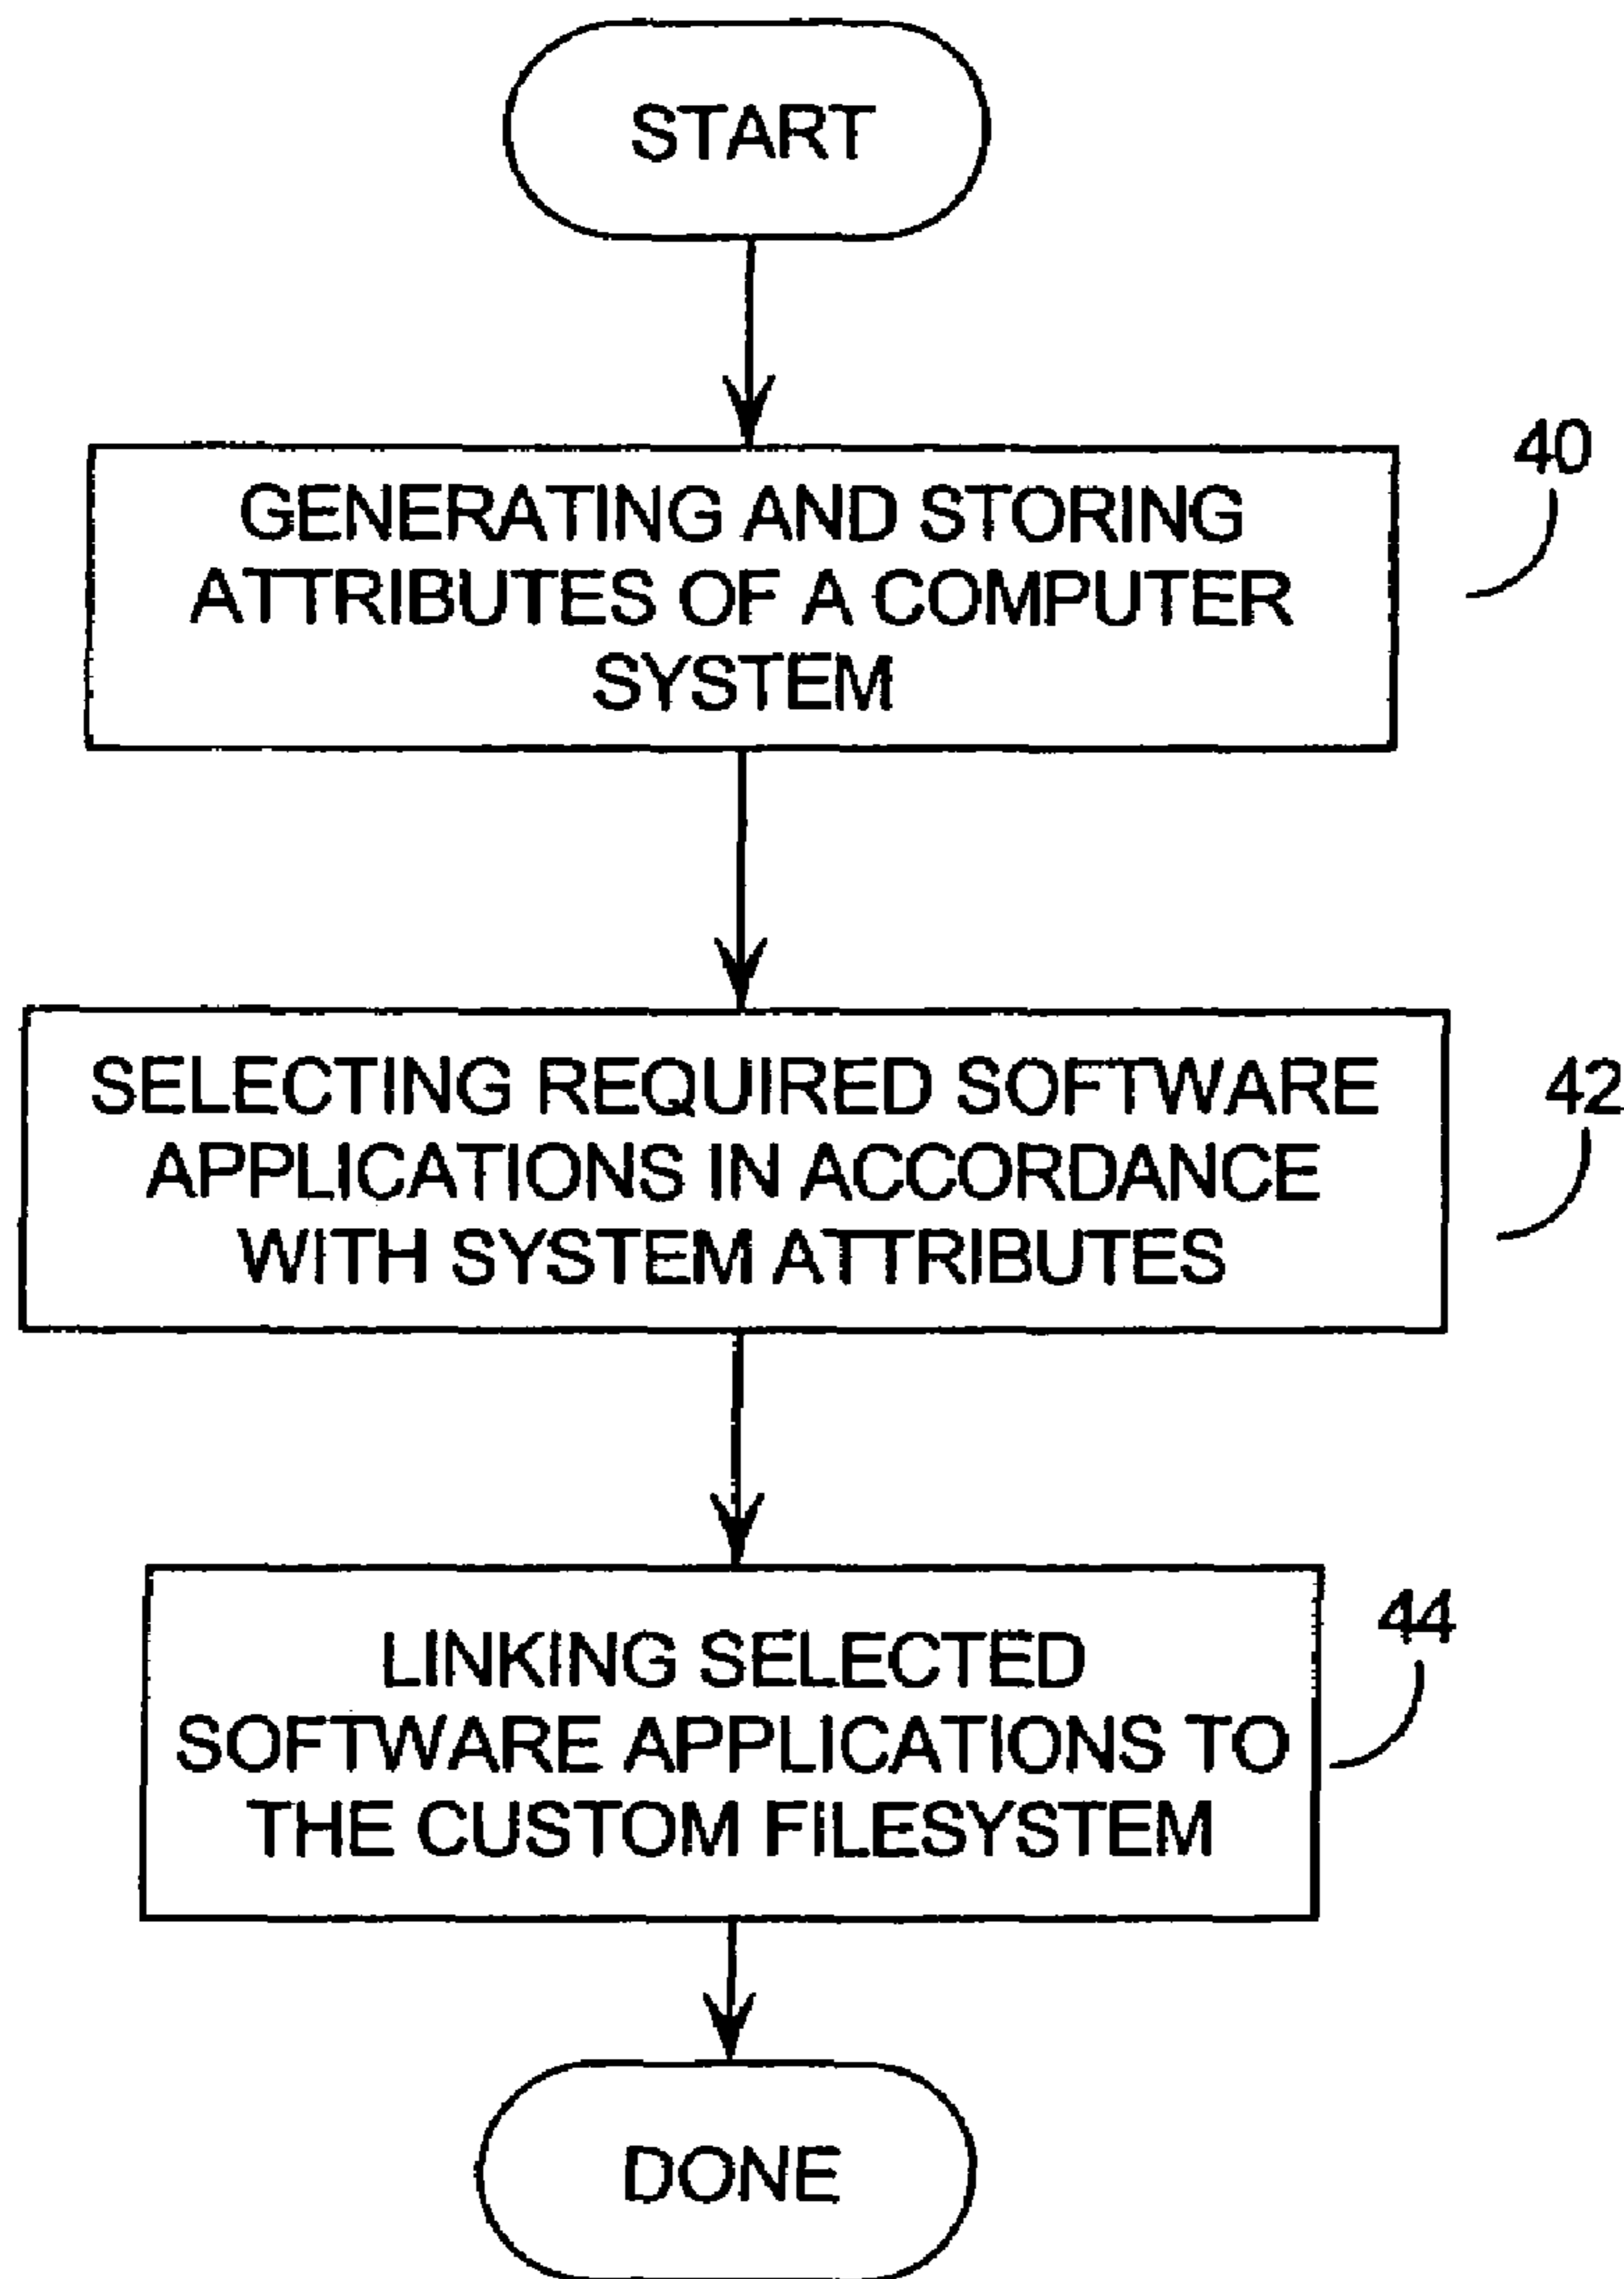 START
40
GENERATING AND STORING
ATTRIBUTES OF A COMPUTER
SYSTEM
42
SELECTING REQUIRED SOFTWARE
APPLICATIONS IN ACCORDANCE
WITH SYSTEM ATTRIBUTES
44
LINKING SELECTED
SOFTWARE APPLICATIONS TO
THE CUSTOM FILESYSTEM
DONE